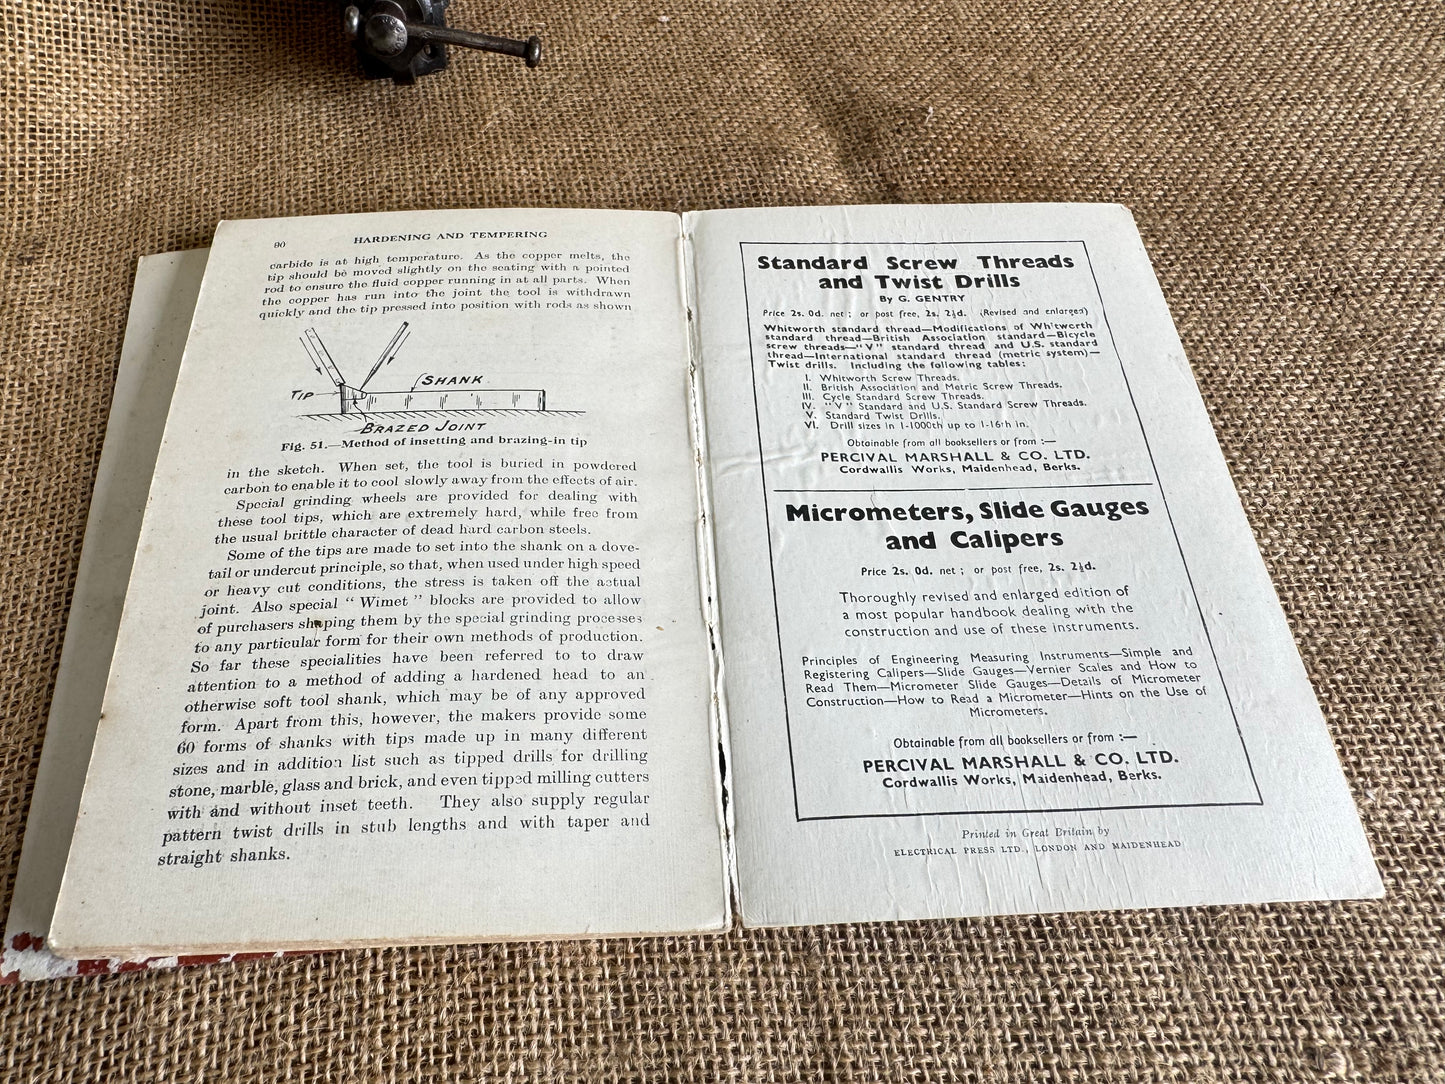 90
HARDENING AND TEMPERING
carbide is at high temperature. As the copper melts, the
tip should be moved slightly on the seating with a pointed
rod to ensure the fluid copper running in at all parts. When
the copper has run into the joint the tool is withdrawn
quickly and the tip pressed into position with rods as shown
TIP
SHANK
BRAZED JOINT
Fig. 51.—Method of insetting and brazing-in tip
in the sketch. When set, the tool is buried in powdered
carbon to enable it to cool slowly away from the effects of air.
Special grinding wheels are provided for dealing with
these tool tips, which are extremely hard, while free from
the usual brittle character of dead hard carbon steels.
Some of the tips are made to set into the shank on a dove-
tail or undercut principle, so that, when used under high speed
or heavy cut conditions, the stress is taken off the actual
joint. Also special " Wimet " blocks are provided to allow
of purchasers shaping them by the special grinding processes
to any particular form for their own methods of production.
So far these specialities have been referred to to draw
attention to a method of adding a hardened head to an
otherwise soft tool shank, which may be of any approved
form. Apart from this, however, the makers provide some
60 forms of shanks with tips made up in many different
sizes and in addition list such as tipped drills for drilling
stone, marble, glass and brick, and even tipped milling cutters
with and without inset teeth. They also supply regular
pattern twist drills in stub lengths and with taper and
straight shanks.
Standard Screw Threads
and Twist Drills
By G. GENTRY
Price 2s. 0d. net ; or post free, 2s. 2½d. (Revised and enlarged)
Whitworth standard thread—Modifications of Whitworth
standard thread—British Association standard—Bicycle
screw threads—"V" standard thread and U.S. standard
thread—International standard thread (metric system)—
Twist drills. Including the following tables:
I. Whitworth Screw Threads.
II. British Association and Metric Screw Threads.
III. Cycle Standard Screw Threads.
IV. "V" Standard and U.S. Standard Screw Threads.
V. Standard Twist Drills.
VI. Drill sizes in 1-1000th up to 1-16th in.
Obtainable from all booksellers or from :—
PERCIVAL MARSHALL & CO. LTD.
Cordwallis Works, Maidenhead, Berks.
Micrometers, Slide Gauges
and Calipers
Price 2s. 0d. net ; or post free, 2s. 2½d.
Thoroughly revised and enlarged edition of
a most popular handbook dealing with the
construction and use of these instruments.
Principles of Engineering Measuring Instruments—Simple and
Registering Calipers—Slide Gauges—Vernier Scales and How to
Read Them—Micrometer Slide Gauges—Details of Micrometer
Construction—How to Read a Micrometer—Hints on the Use of
Micrometers.
Obtainable from all booksellers or from :—
PERCIVAL MARSHALL & CO. LTD.
Cordwallis Works, Maidenhead, Berks.
Printed in Great Britain by
ELECTRICAL PRESS LTD., LONDON AND MAIDENHEAD